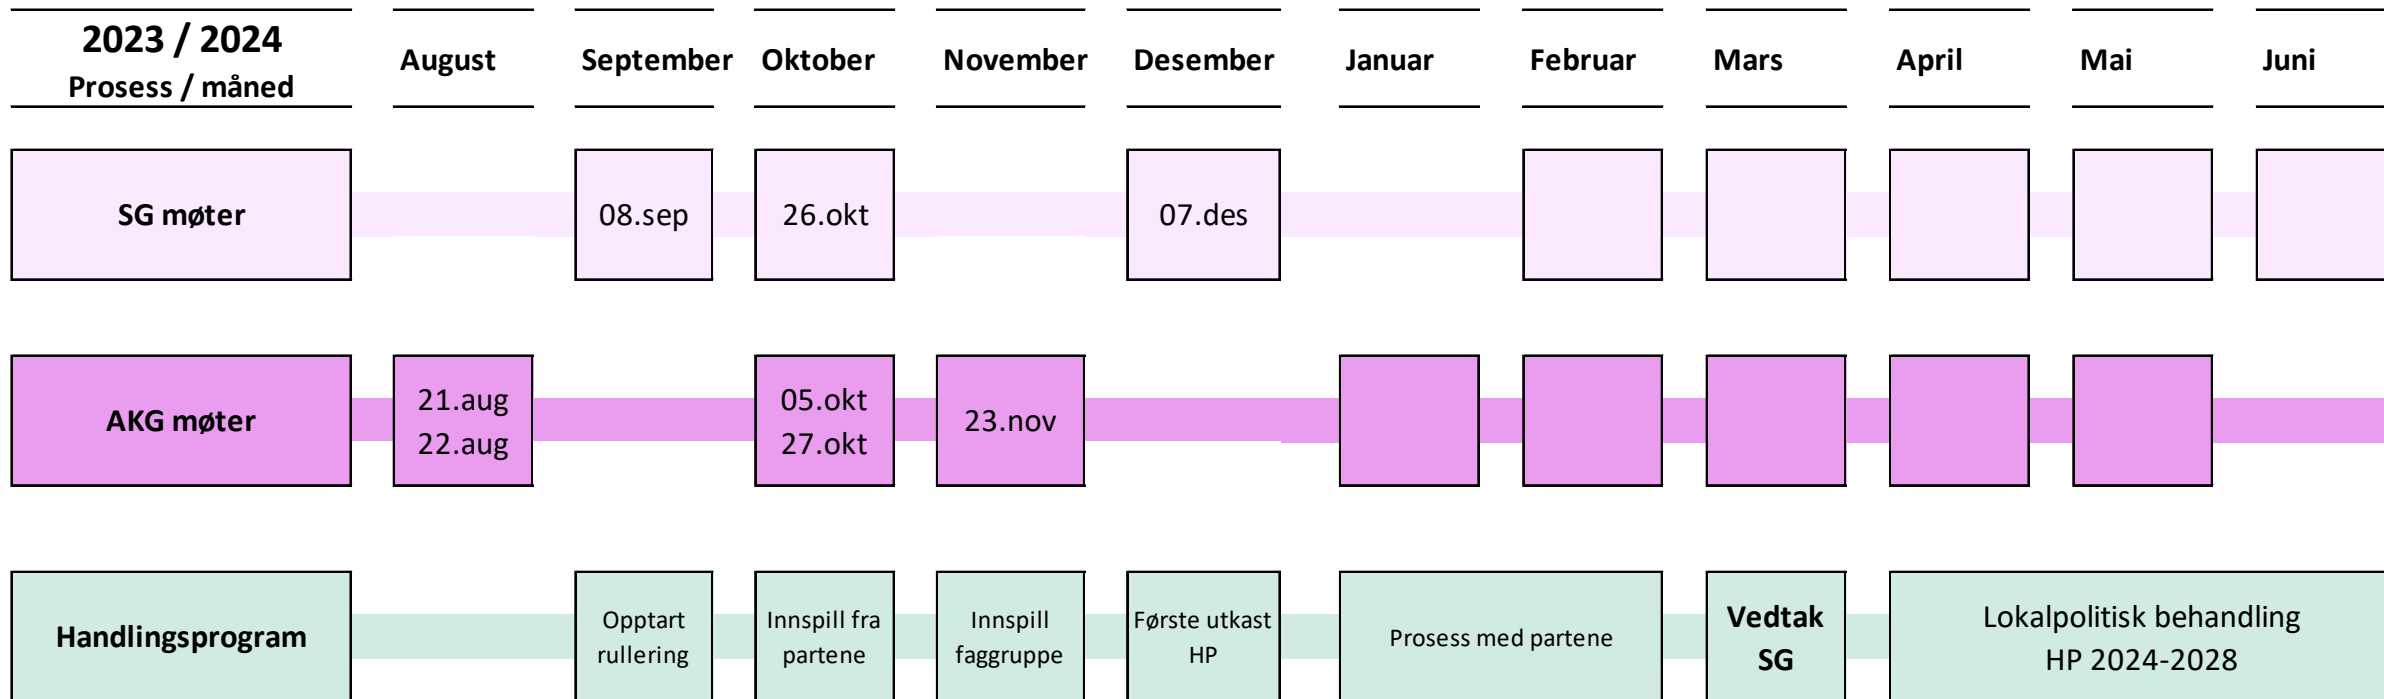 2023 / 2024
Prosess / måned
August
September
Oktober
November
Desember
Januar
Februar
Mars
April
Mai
Juni
SG møter
08.sep
26.okt
07.des
AKG møter
21.aug
22.aug
05.okt
27.okt
23.nov
Handlingsprogram
Opptart
rullering
Innspill fra
partene
Innspill
faggruppe
Første utkast
HP
Prosess med partene
Vedtak
SG
Lokalpolitisk behandling
HP 2024-2028